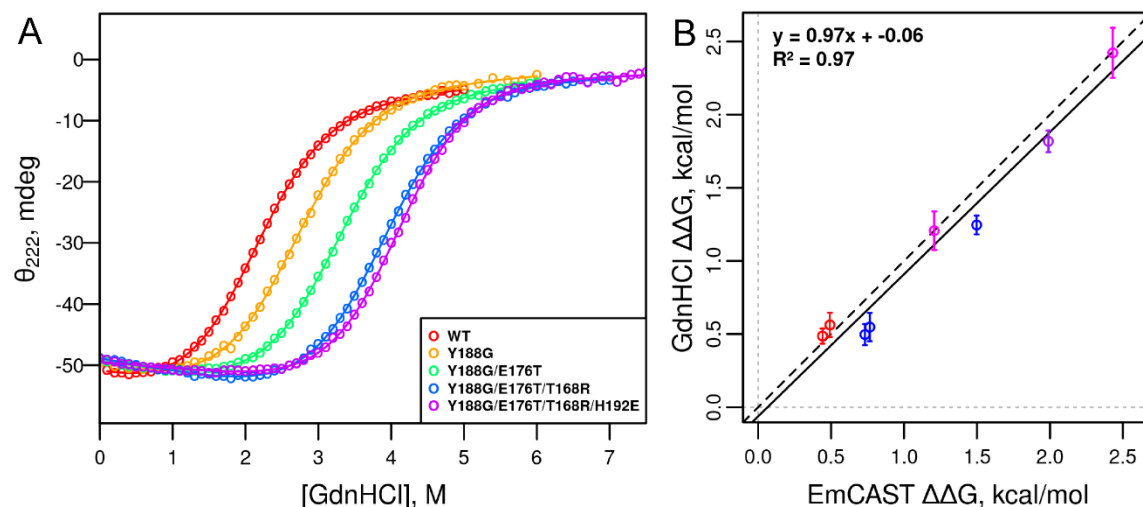 A
0
-10
-20
-30
-40
-50
θ222, mdeg
0 1 2 3 4 5 6 7
[GdnHCl], M
WT
Y188G
Y188G/E176T
Y188G/E176T/T168R
Y188G/E176T/T168R/H192E
B
y = 0.97x + -0.06
R² = 0.97
2.5
2.0
1.5
1.0
0.5
0.0
GdnHCl ΔΔG, kcal/mol
0.0 0.5 1.0 1.5 2.0 2.5
EmCAST ΔΔG, kcal/mol